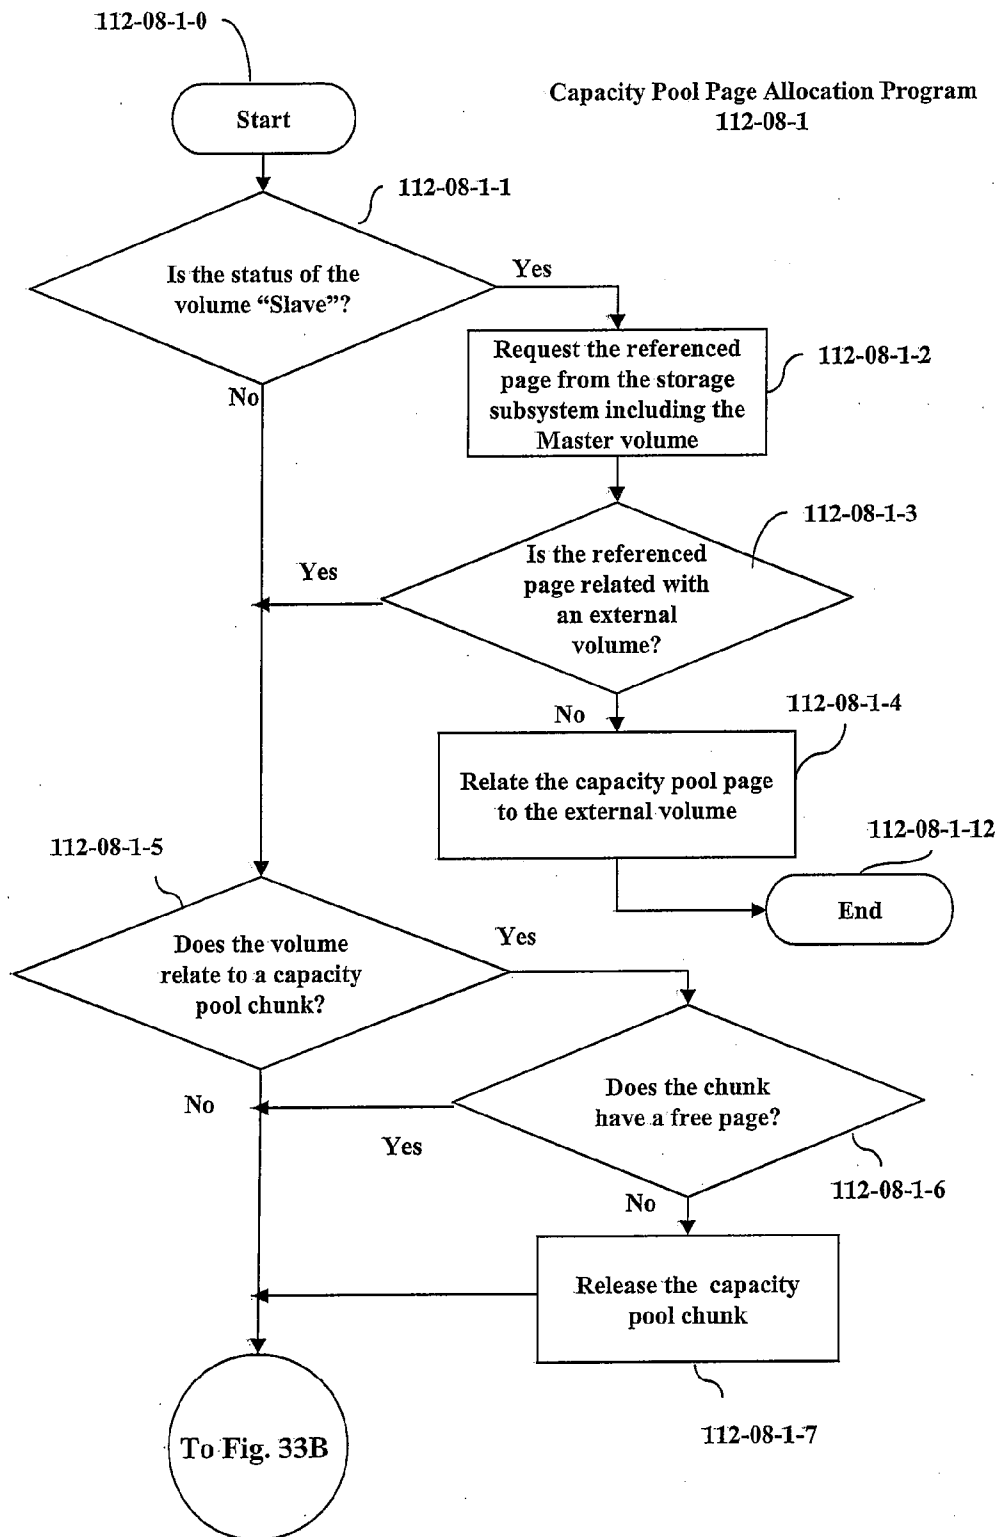 112-08-1-0
Capacity Pool Page Allocation Program
112-08-1
Start
112-08-1-1
Is the status of the
volume “Slave”?
Yes
No
Request the referenced
page from the storage
subsystem including the
Master volume
112-08-1-2
112-08-1-3
Is the referenced
page related with
an external
volume?
Yes
No
112-08-1-4
Relate the capacity pool page
to the external volume
112-08-1-12
End
112-08-1-5
Does the volume
relate to a capacity
pool chunk?
Yes
No
Does the chunk
have a free page?
Yes
112-08-1-6
No
Release the capacity
pool chunk
112-08-1-7
To Fig. 33B